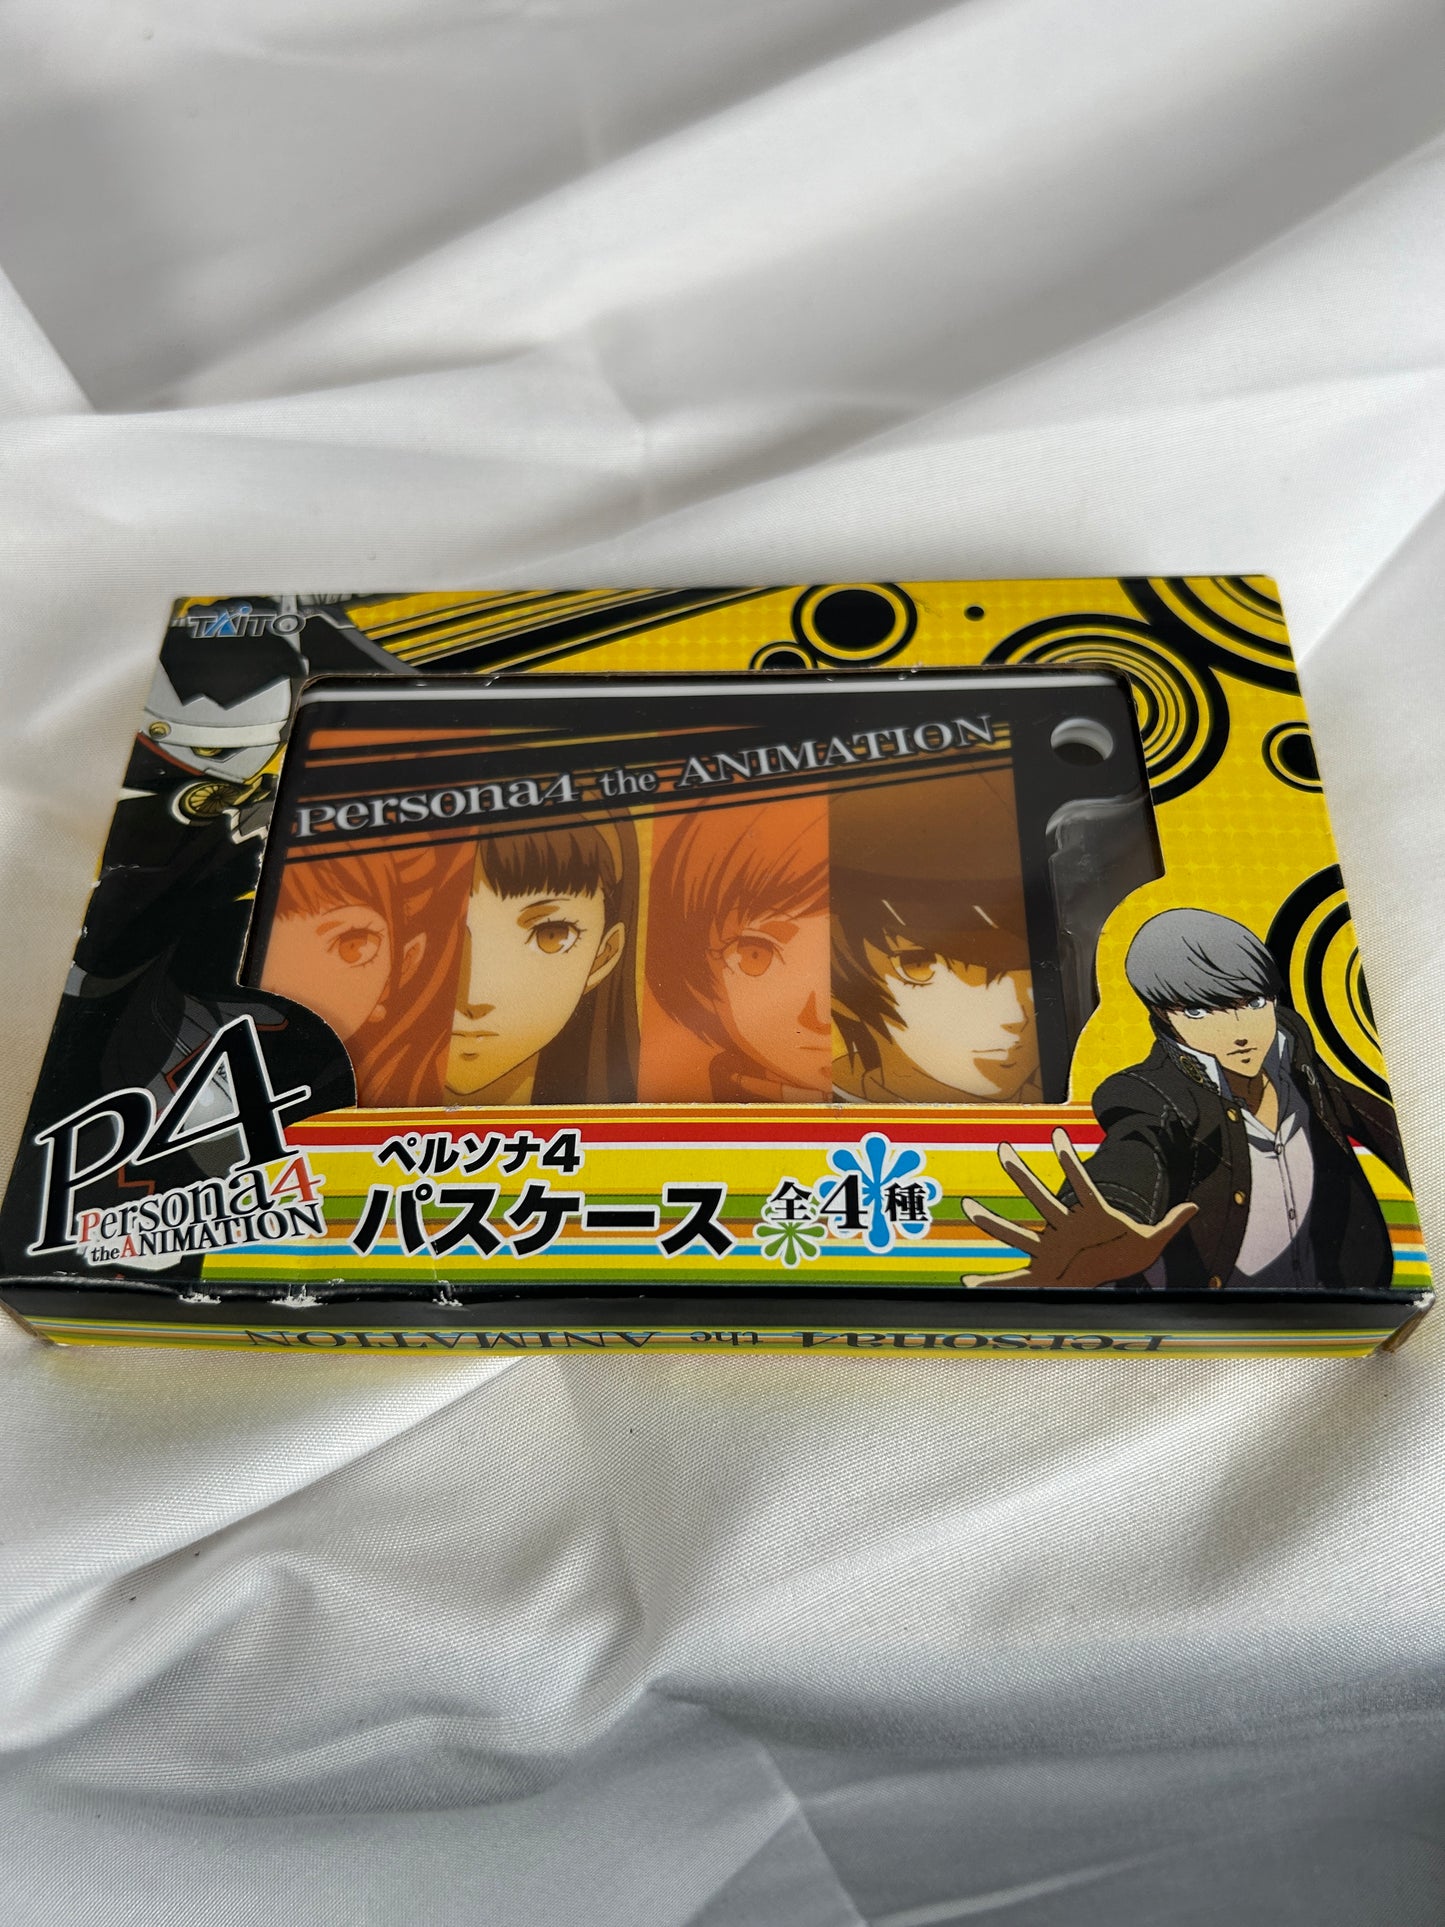 TAITO
Persona4 the ANIMATION
P4
Persona4
the ANIMATION
ペルソナ4
パスケース 全4種
Persona4 the ANIMATION